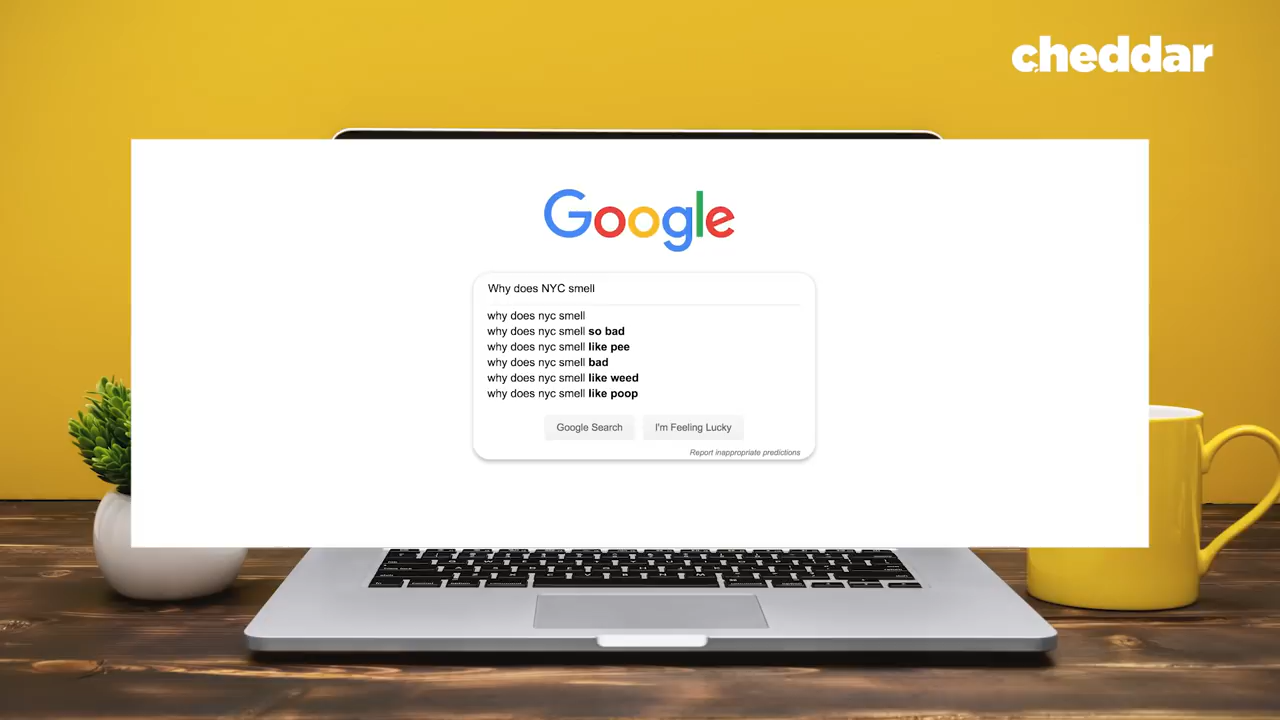 cheddar
Google
Why does NYC smell
why does nyc smell
why does nyc smell so bad
why does nyc smell like pee
why does nyc smell bad
why does nyc smell like weed
why does nyc smell like poop
Google Search
I'm Feeling Lucky
Report inappropriate predictions